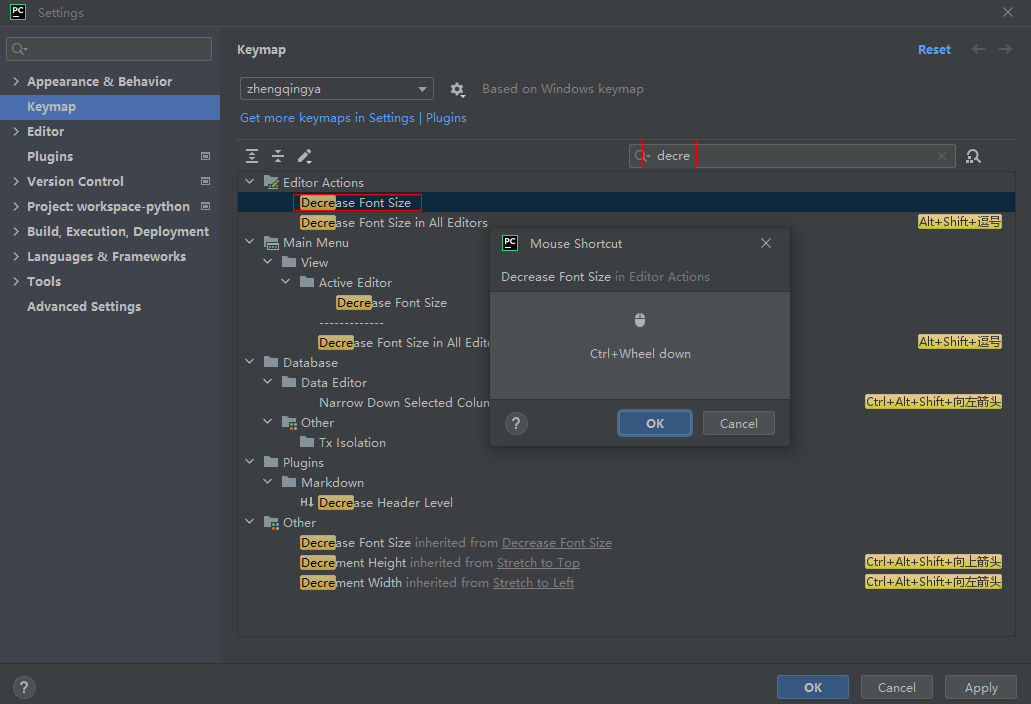 PC Settings
Keymap
Reset
Appearance & Behavior
Keymap
Editor
Plugins
Version Control
Project: workspace-python
Build, Execution, Deployment
Languages & Frameworks
Tools
Advanced Settings
zhengqingya
Based on Windows keymap
Get more keymaps in Settings | Plugins
decre
Editor Actions
Decrease Font Size
Decrease Font Size in All Editors Alt+Shift+逗号
Main Menu
View
Active Editor
Decrease Font Size
-------------
Decrease Font Size in All Edito Alt+Shift+逗号
Database
Data Editor
Narrow Down Selected Colun Ctrl+Alt+Shift+向左箭头
Other
Tx Isolation
Plugins
Markdown
H↓ Decrease Header Level
Other
Decrease Font Size inherited from Decrease Font Size
Decrement Height inherited from Stretch to Top Ctrl+Alt+Shift+向上箭头
Decrement Width inherited from Stretch to Left Ctrl+Alt+Shift+向左箭头
PC Mouse Shortcut
Decrease Font Size in Editor Actions
Ctrl+Wheel down
? OK Cancel
? OK Cancel Apply